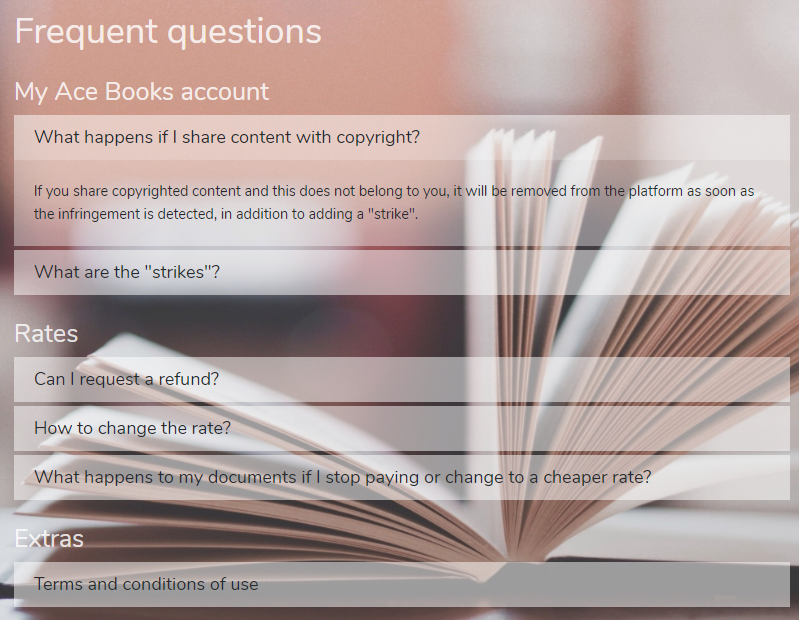 Frequent questions
My Ace Books account
What happens if I share content with copyright?
If you share copyrighted content and this does not belong to you, it will be removed from the platform as soon as
the infringement is detected, in addition to adding a "strike".
What are the "strikes"?
Rates
Can I request a refund?
How to change the rate?
What happens to my documents if I stop paying or change to a cheaper rate?
Extras
Terms and conditions of use